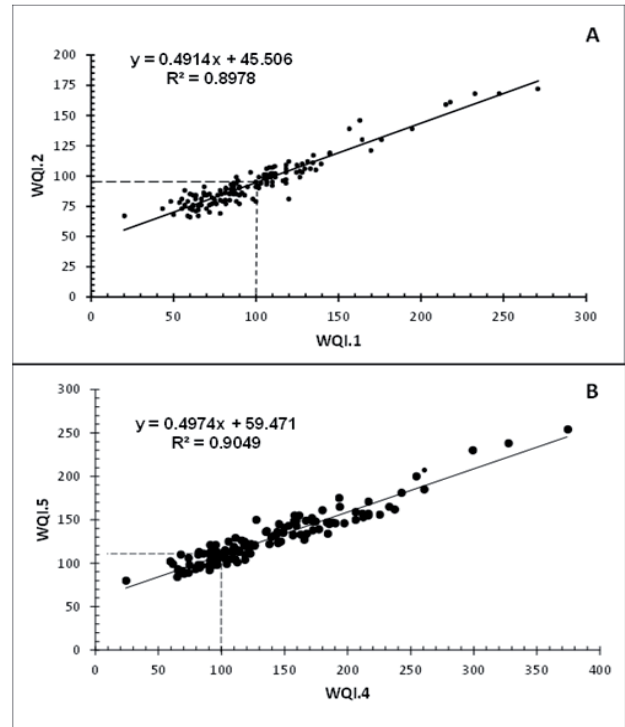 A
y = 0.4914x + 45.506
R² = 0.8978
200
175
150
125
100
75
50
25
0
WQI.2
0 50 100 150 200 250 300
WQI.1
B
y = 0.4974x + 59.471
R² = 0.9049
300
250
200
150
100
50
0
WQI.5
0 50 100 150 200 250 300 350 400
WQI.4